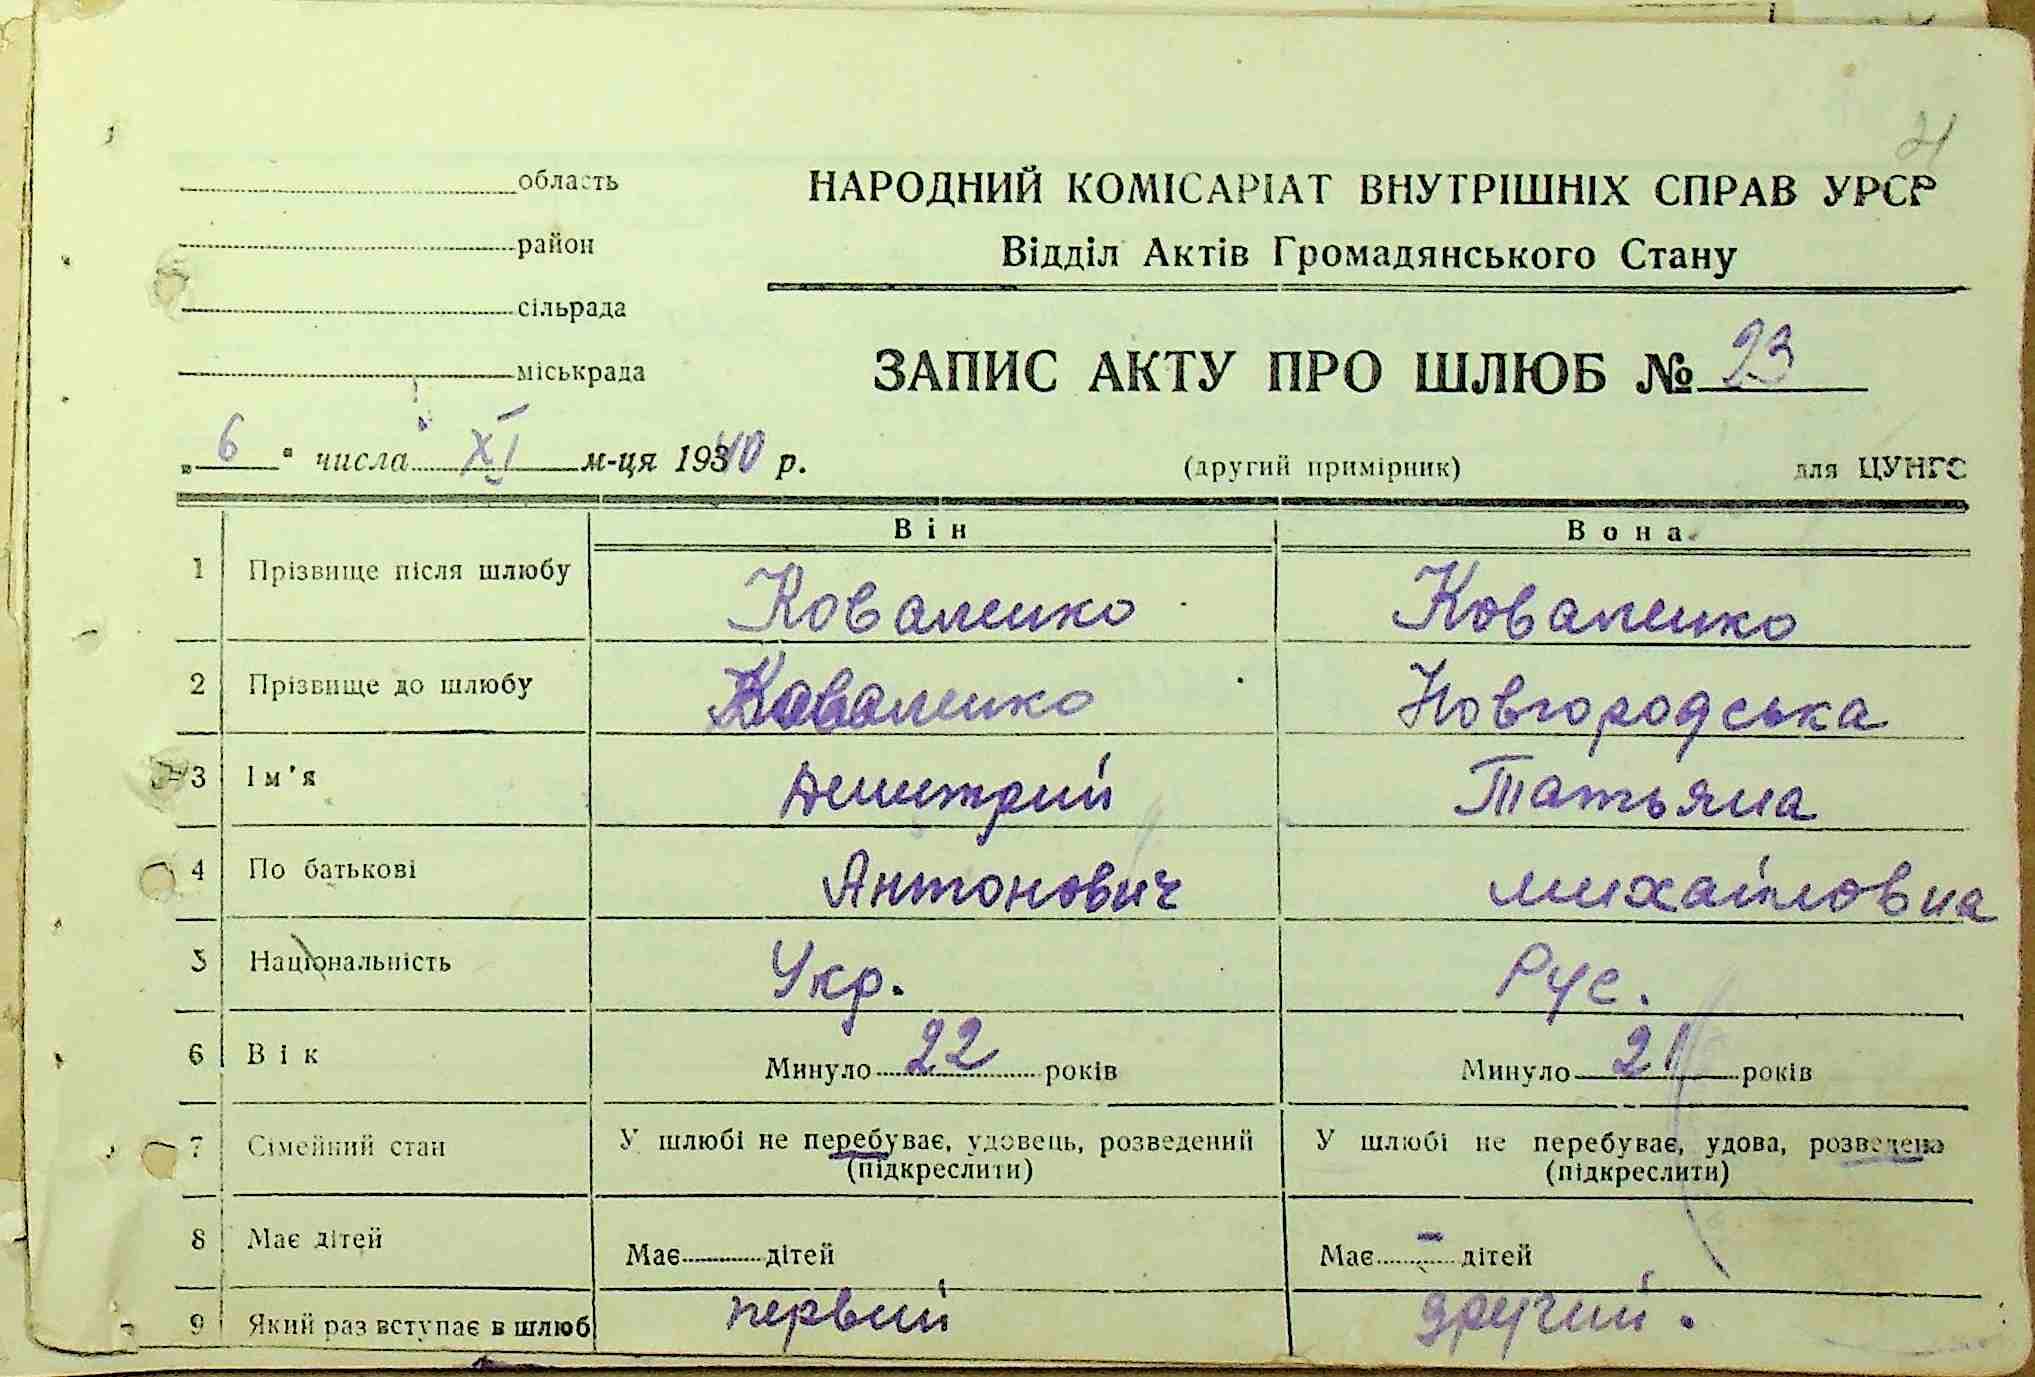 21
область
район
сільрада
міськрада
НАРОДНИЙ КОМІСАРІАТ ВНУТРІШНІХ СПРАВ УРСР
Відділ Актів Громадянського Стану
ЗАПИС АКТУ ПРО ШЛЮБ № 23
„ 6 " числа XI м-ця 1940 р.
(другий примірник) для ЦУНГС
Він Вона
1 Прізвище після шлюбу Коваленко Коваленко
2 Прізвище до шлюбу Коваленко Новгородська
3 Ім'я Дмитрий Татьяна
4 По батькові Антонович Михайловна
5 Національність Укр. Рус.
6 Вік Минуло 22 років Минуло 21 років
7 Сімейний стан У шлюбі не перебуває, удовець, розведений У шлюбі не перебуває, удова, розведена
(підкреслити) (підкреслити)
8 Має дітей Має дітей Має – дітей
9 Який раз вступає в шлюб первий другий.